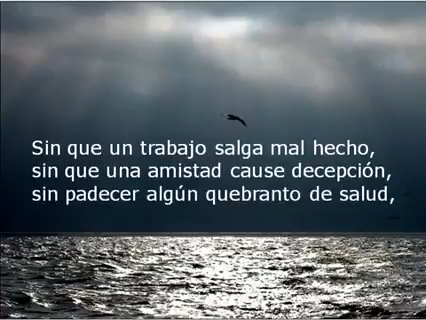 Sin que un trabajo salga mal hecho,
sin que una amistad cause decepción,
sin padecer algún quebranto de salud,